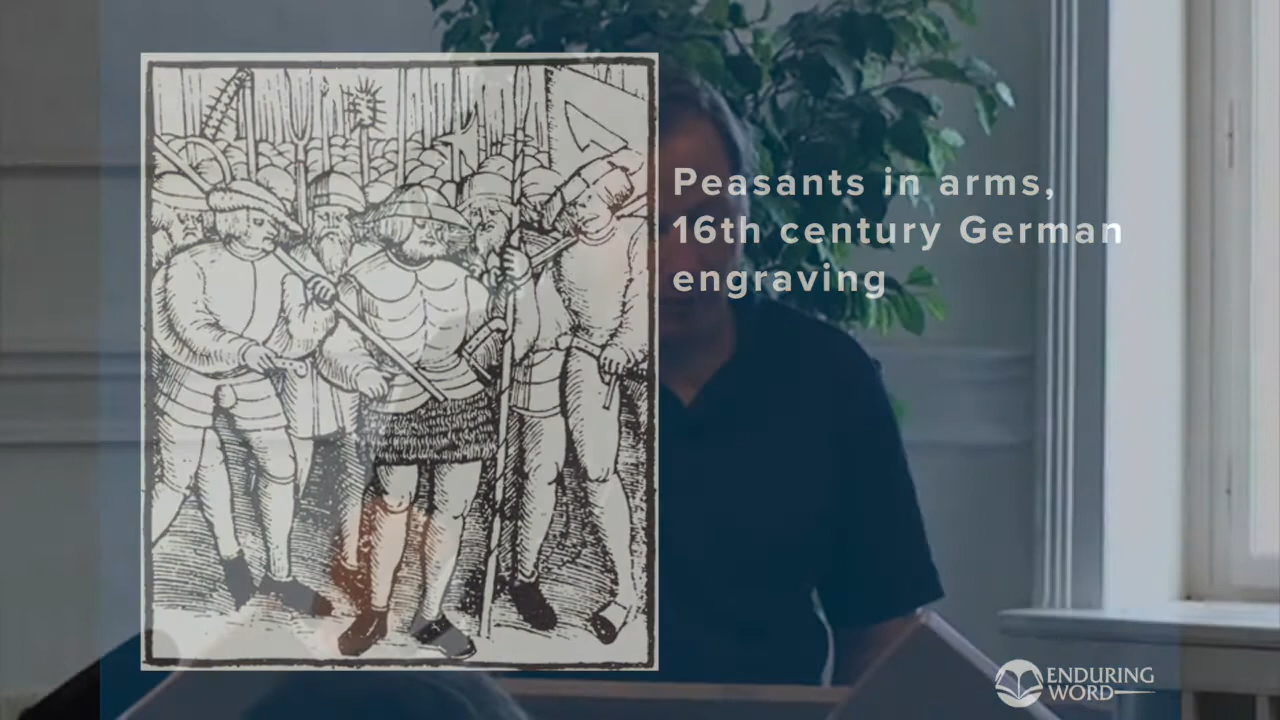 Peasants in arms,
16th century German
engraving
ENDURING
WORD